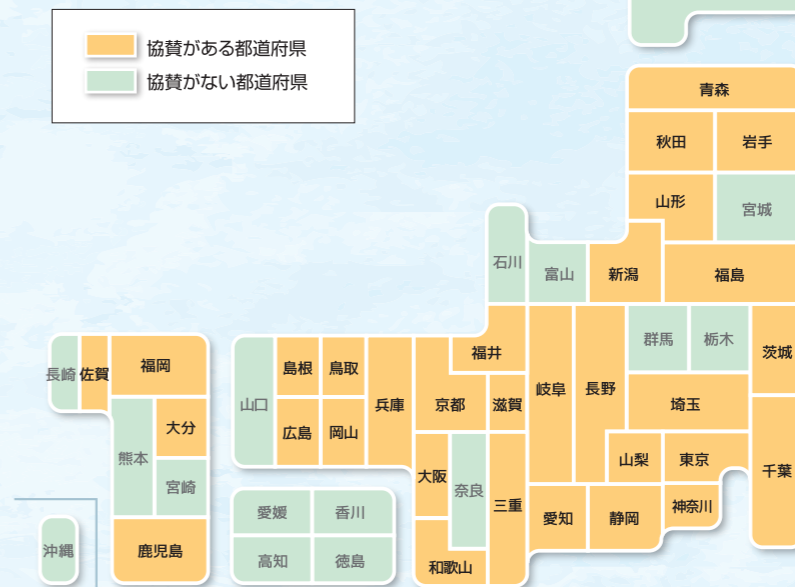 協賛がある都道府県
協賛がない都道府県
青森
秋田 岩手
山形 宮城
石川 富山 新潟 福島
群馬 栃木 茨城
福井
長崎 佐賀 福岡
山口 島根 鳥取 兵庫 京都 滋賀 岐阜 長野 埼玉
広島 岡山
大分
熊本 宮崎
大阪 奈良 三重 山梨 東京 千葉
愛知 静岡 神奈川
愛媛 香川
高知 徳島
沖縄 鹿児島 和歌山